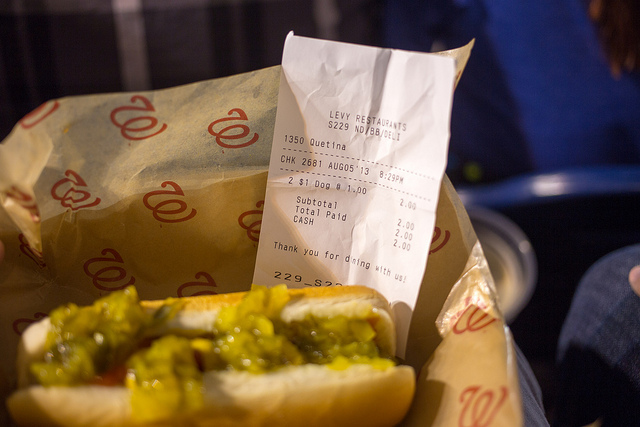 LEVY RESTAURANTS
S229 ND/BB/DELI
1350 Quetina
CHK 2681 AUG05'13 8:29PM
2 $1 Dog @ 1.00 2.00
Subtotal 2.00
Total Paid 2.00
CASH 2.00
Thank you for dining with us!